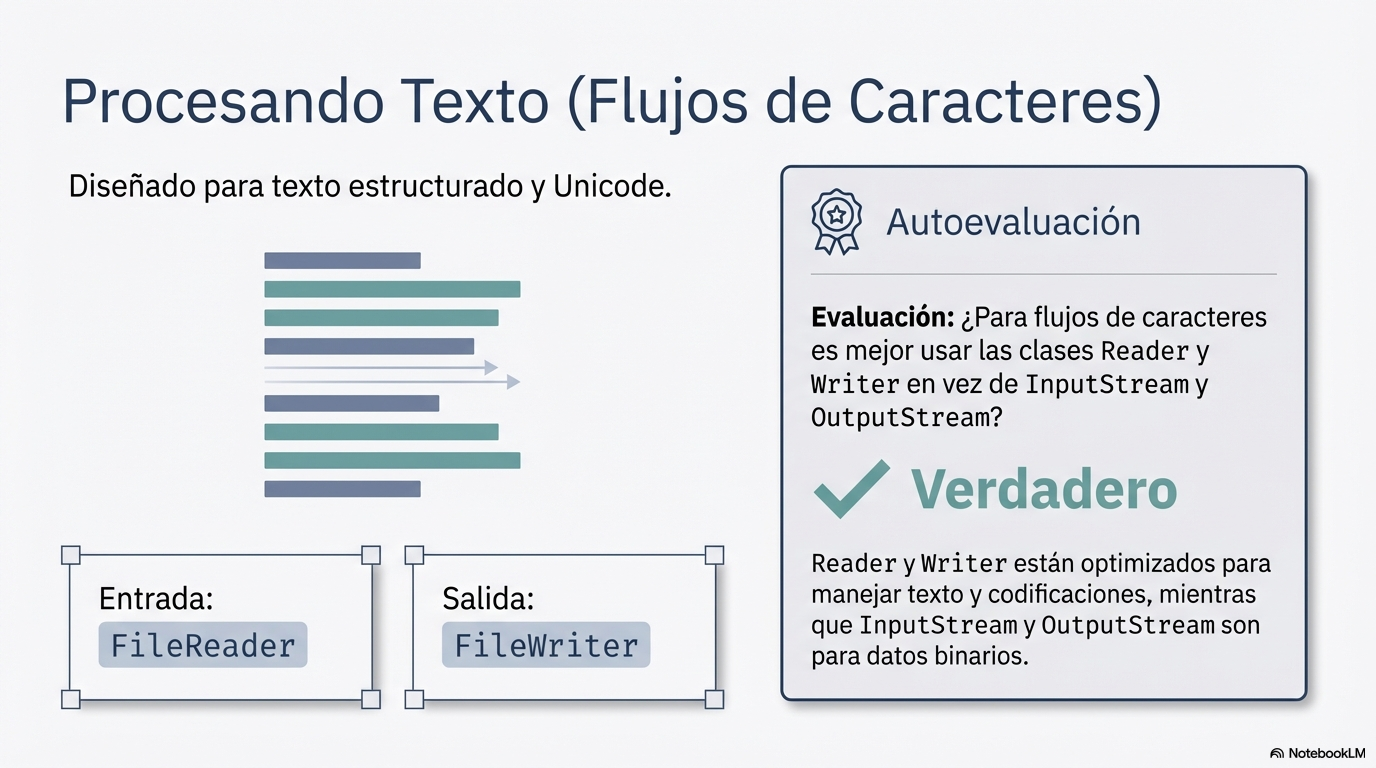 Procesando Texto (Flujos de Caracteres)
Diseñado para texto estructurado y Unicode.
Entrada:
FileReader
Salida:
FileWriter
Autoevaluación
Evaluación: ¿Para flujos de caracteres
es mejor usar las clases Reader y
Writer en vez de InputStream y
OutputStream?
Verdadero
Reader y Writer están optimizados para
manejar texto y codificaciones, mientras
que InputStream y OutputStream son
para datos binarios.
NotebookLM